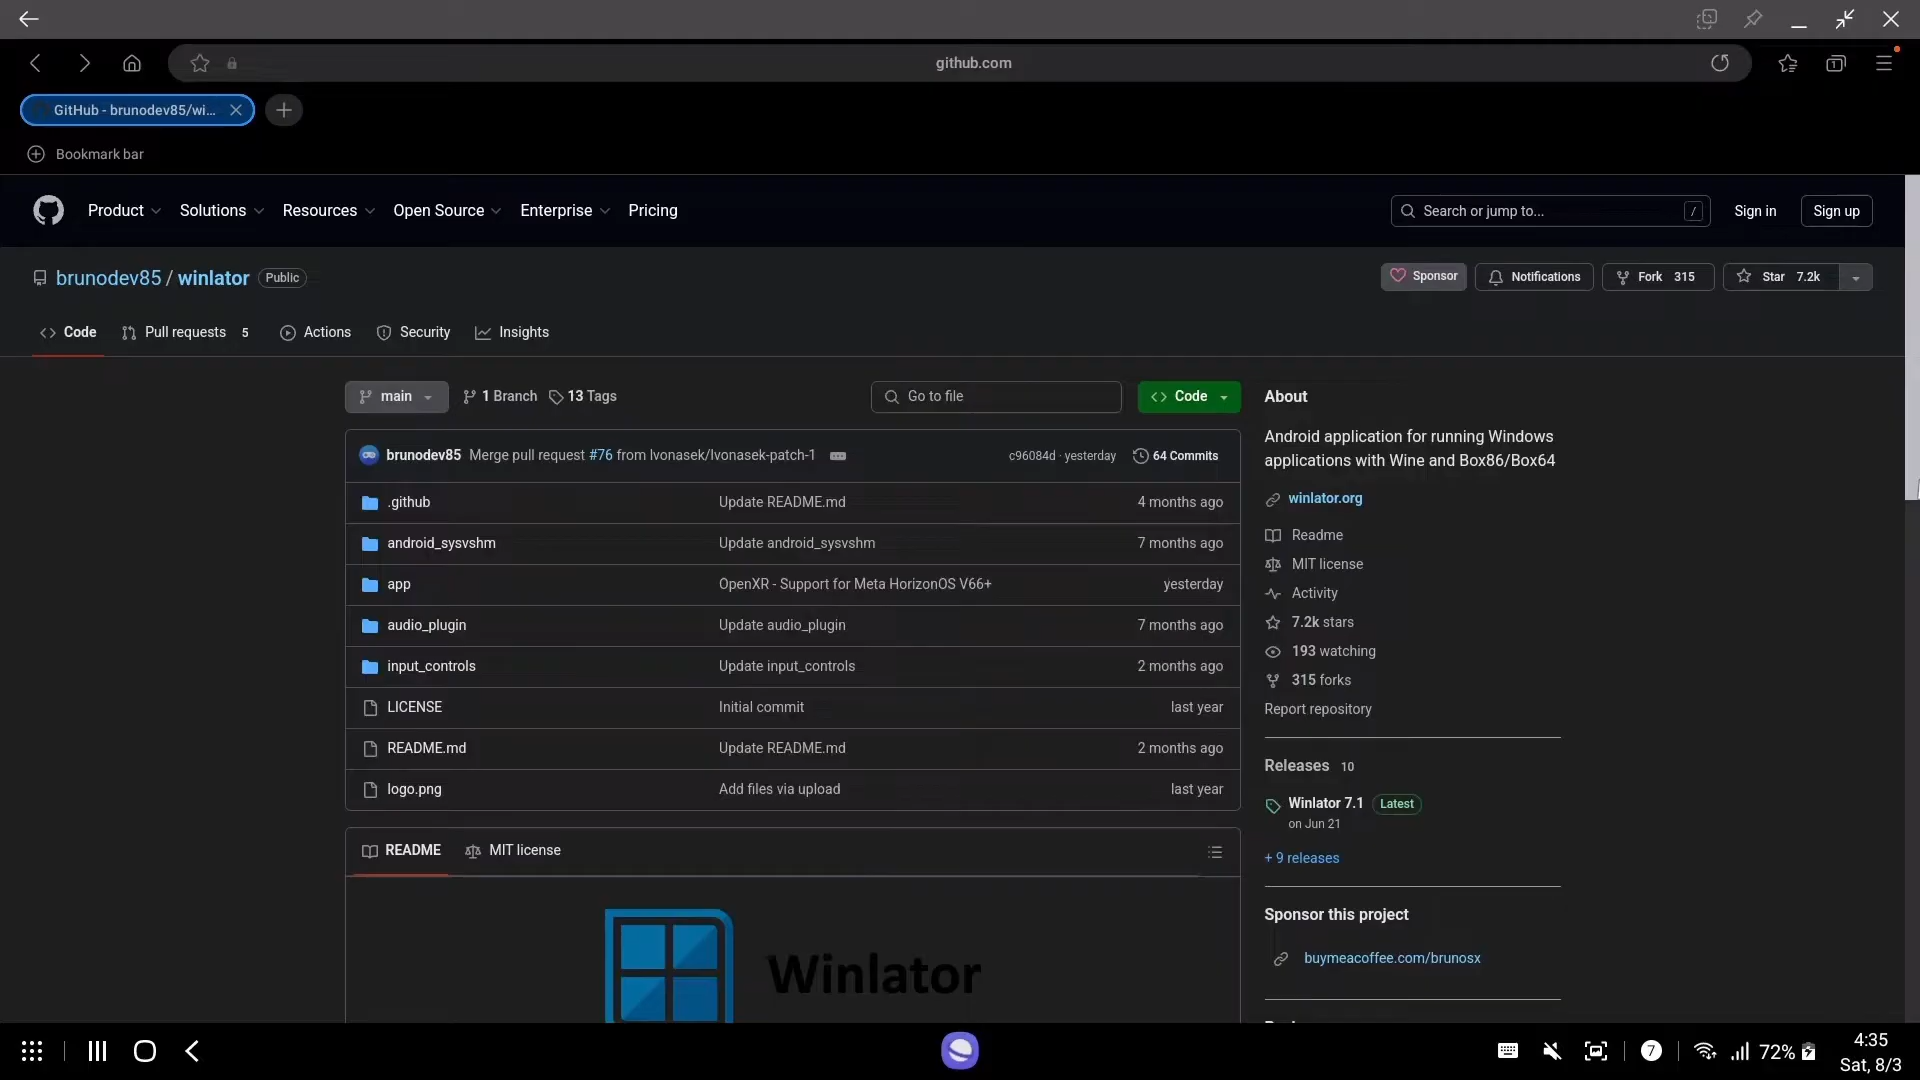 github.com
GitHub - brunodev85/wi...
Bookmark bar
Product Solutions Resources Open Source Enterprise Pricing Search or jump to... / Sign in Sign up
brunodev85 / winlator Public Sponsor Notifications Fork 315 Star 7.2k
Code Pull requests 5 Actions Security Insights
main 1 Branch 13 Tags Go to file Code
brunodev85 Merge pull request #76 from lvonasek/lvonasek-patch-1 c96084d · yesterday 64 Commits
.github Update README.md 4 months ago
android_sysvshm Update android_sysvshm 7 months ago
app OpenXR - Support for Meta HorizonOS V66+ yesterday
audio_plugin Update audio_plugin 7 months ago
input_controls Update input_controls 2 months ago
LICENSE Initial commit last year
README.md Update README.md 2 months ago
logo.png Add files via upload last year
README MIT license
Winlator
About
Android application for running Windows
applications with Wine and Box86/Box64
winlator.org
Readme
MIT license
Activity
7.2k stars
193 watching
315 forks
Report repository
Releases 10
Winlator 7.1 Latest
on Jun 21
+ 9 releases
Sponsor this project
buymeacoffee.com/brunosx
7 72% 4:35
Sat, 8/3